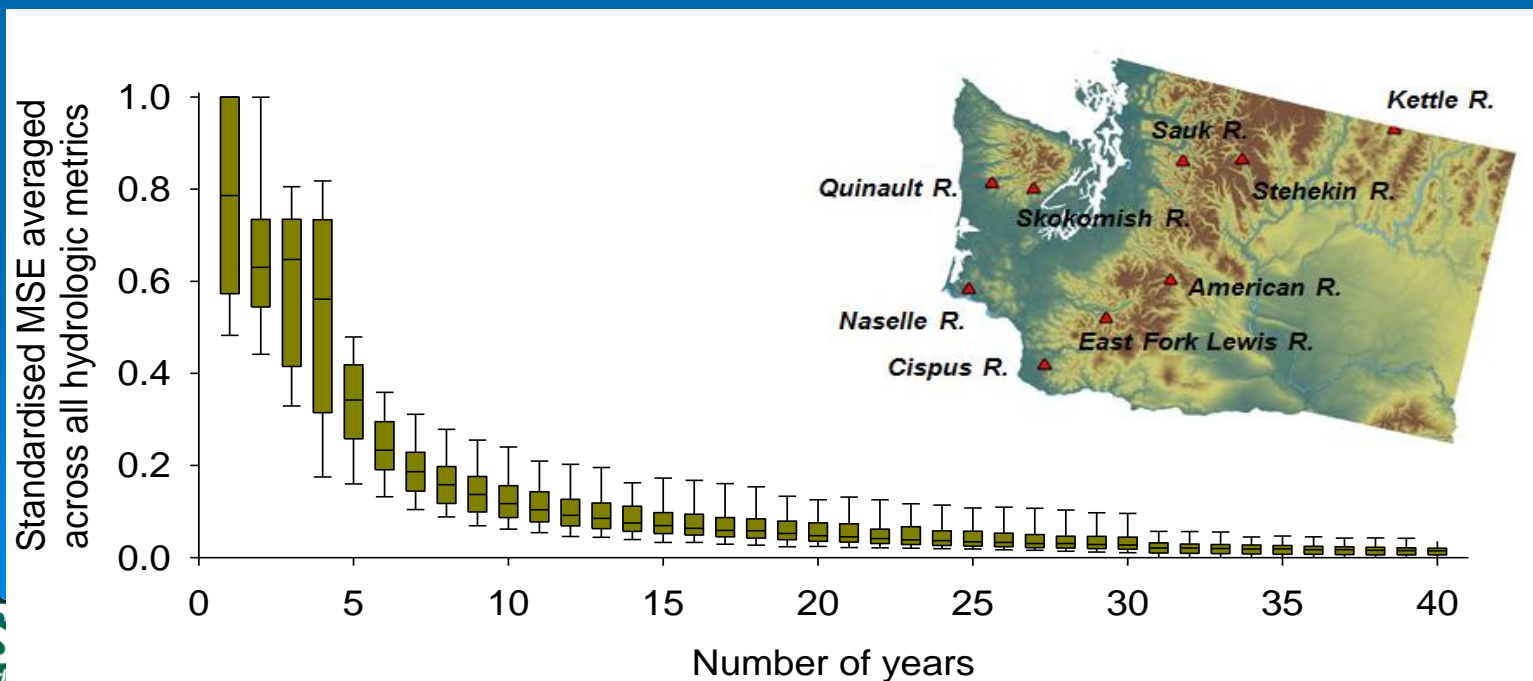 Standardised MSE averaged
across all hydrologic metrics
1.0
0.8
0.6
0.4
0.2
0.0
0 5 10 15 20 25 30 35 40
Number of years
Kettle R.
Sauk R.
Quinault R.
Stehekin R.
Skokomish R.
American R.
Naselle R.
East Fork Lewis R.
Cispus R.